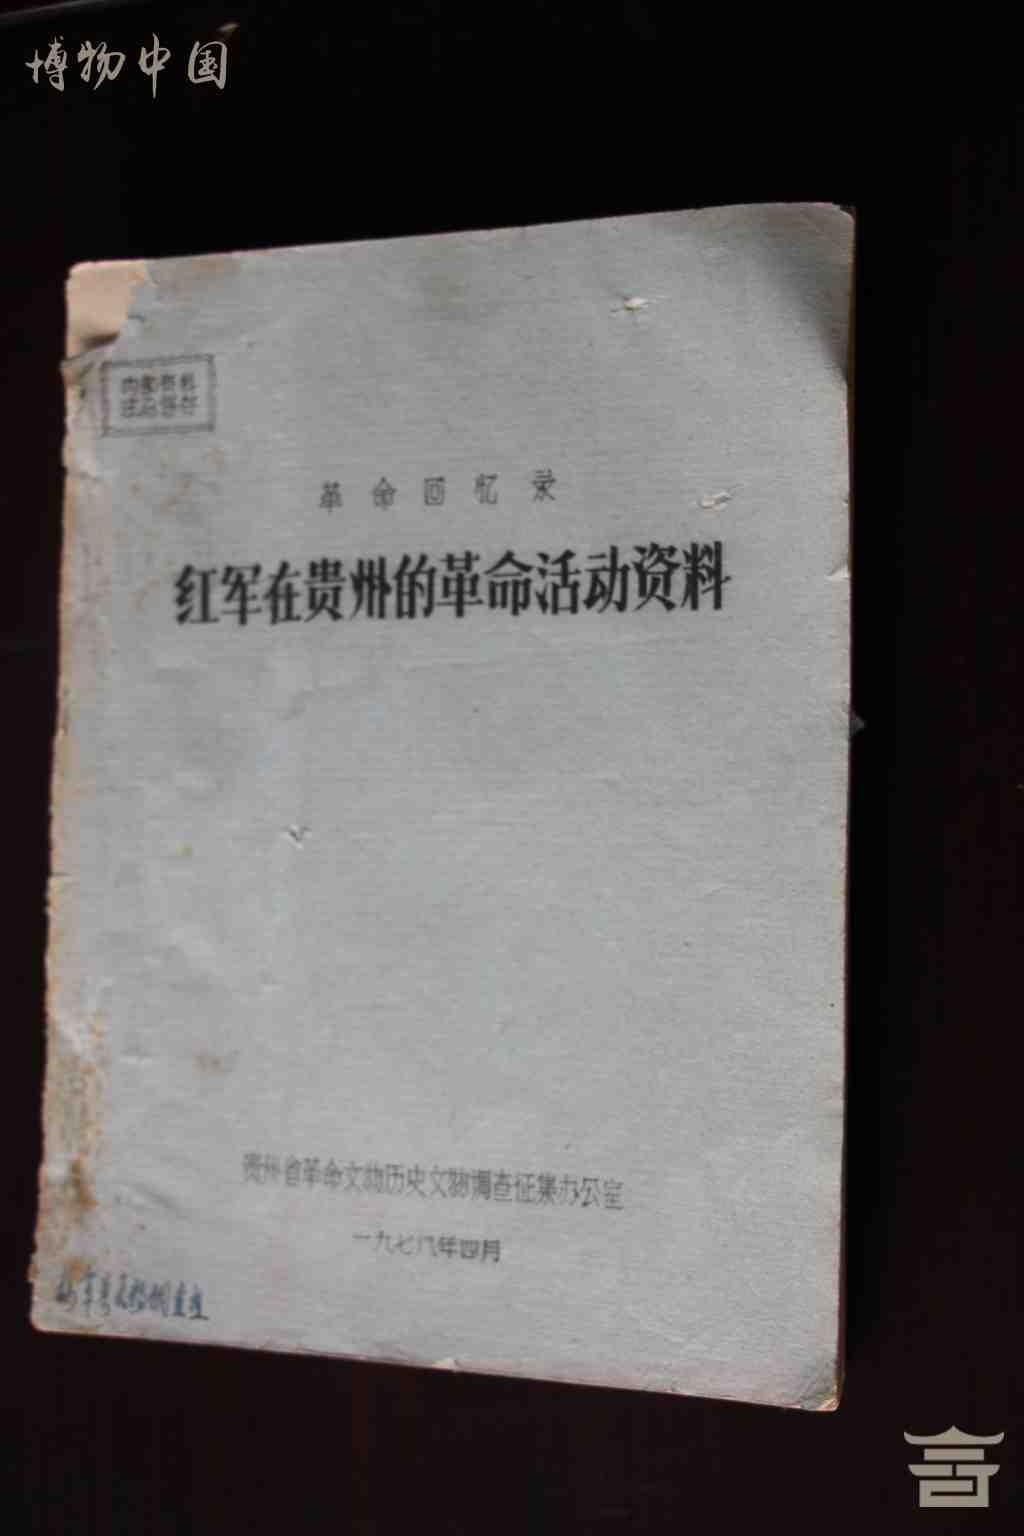 博物中国
内部资料
注意保存
革命回忆录
红军在贵州的革命活动资料
贵州省革命文物历史文物调查征集办公室
一九七八年四月